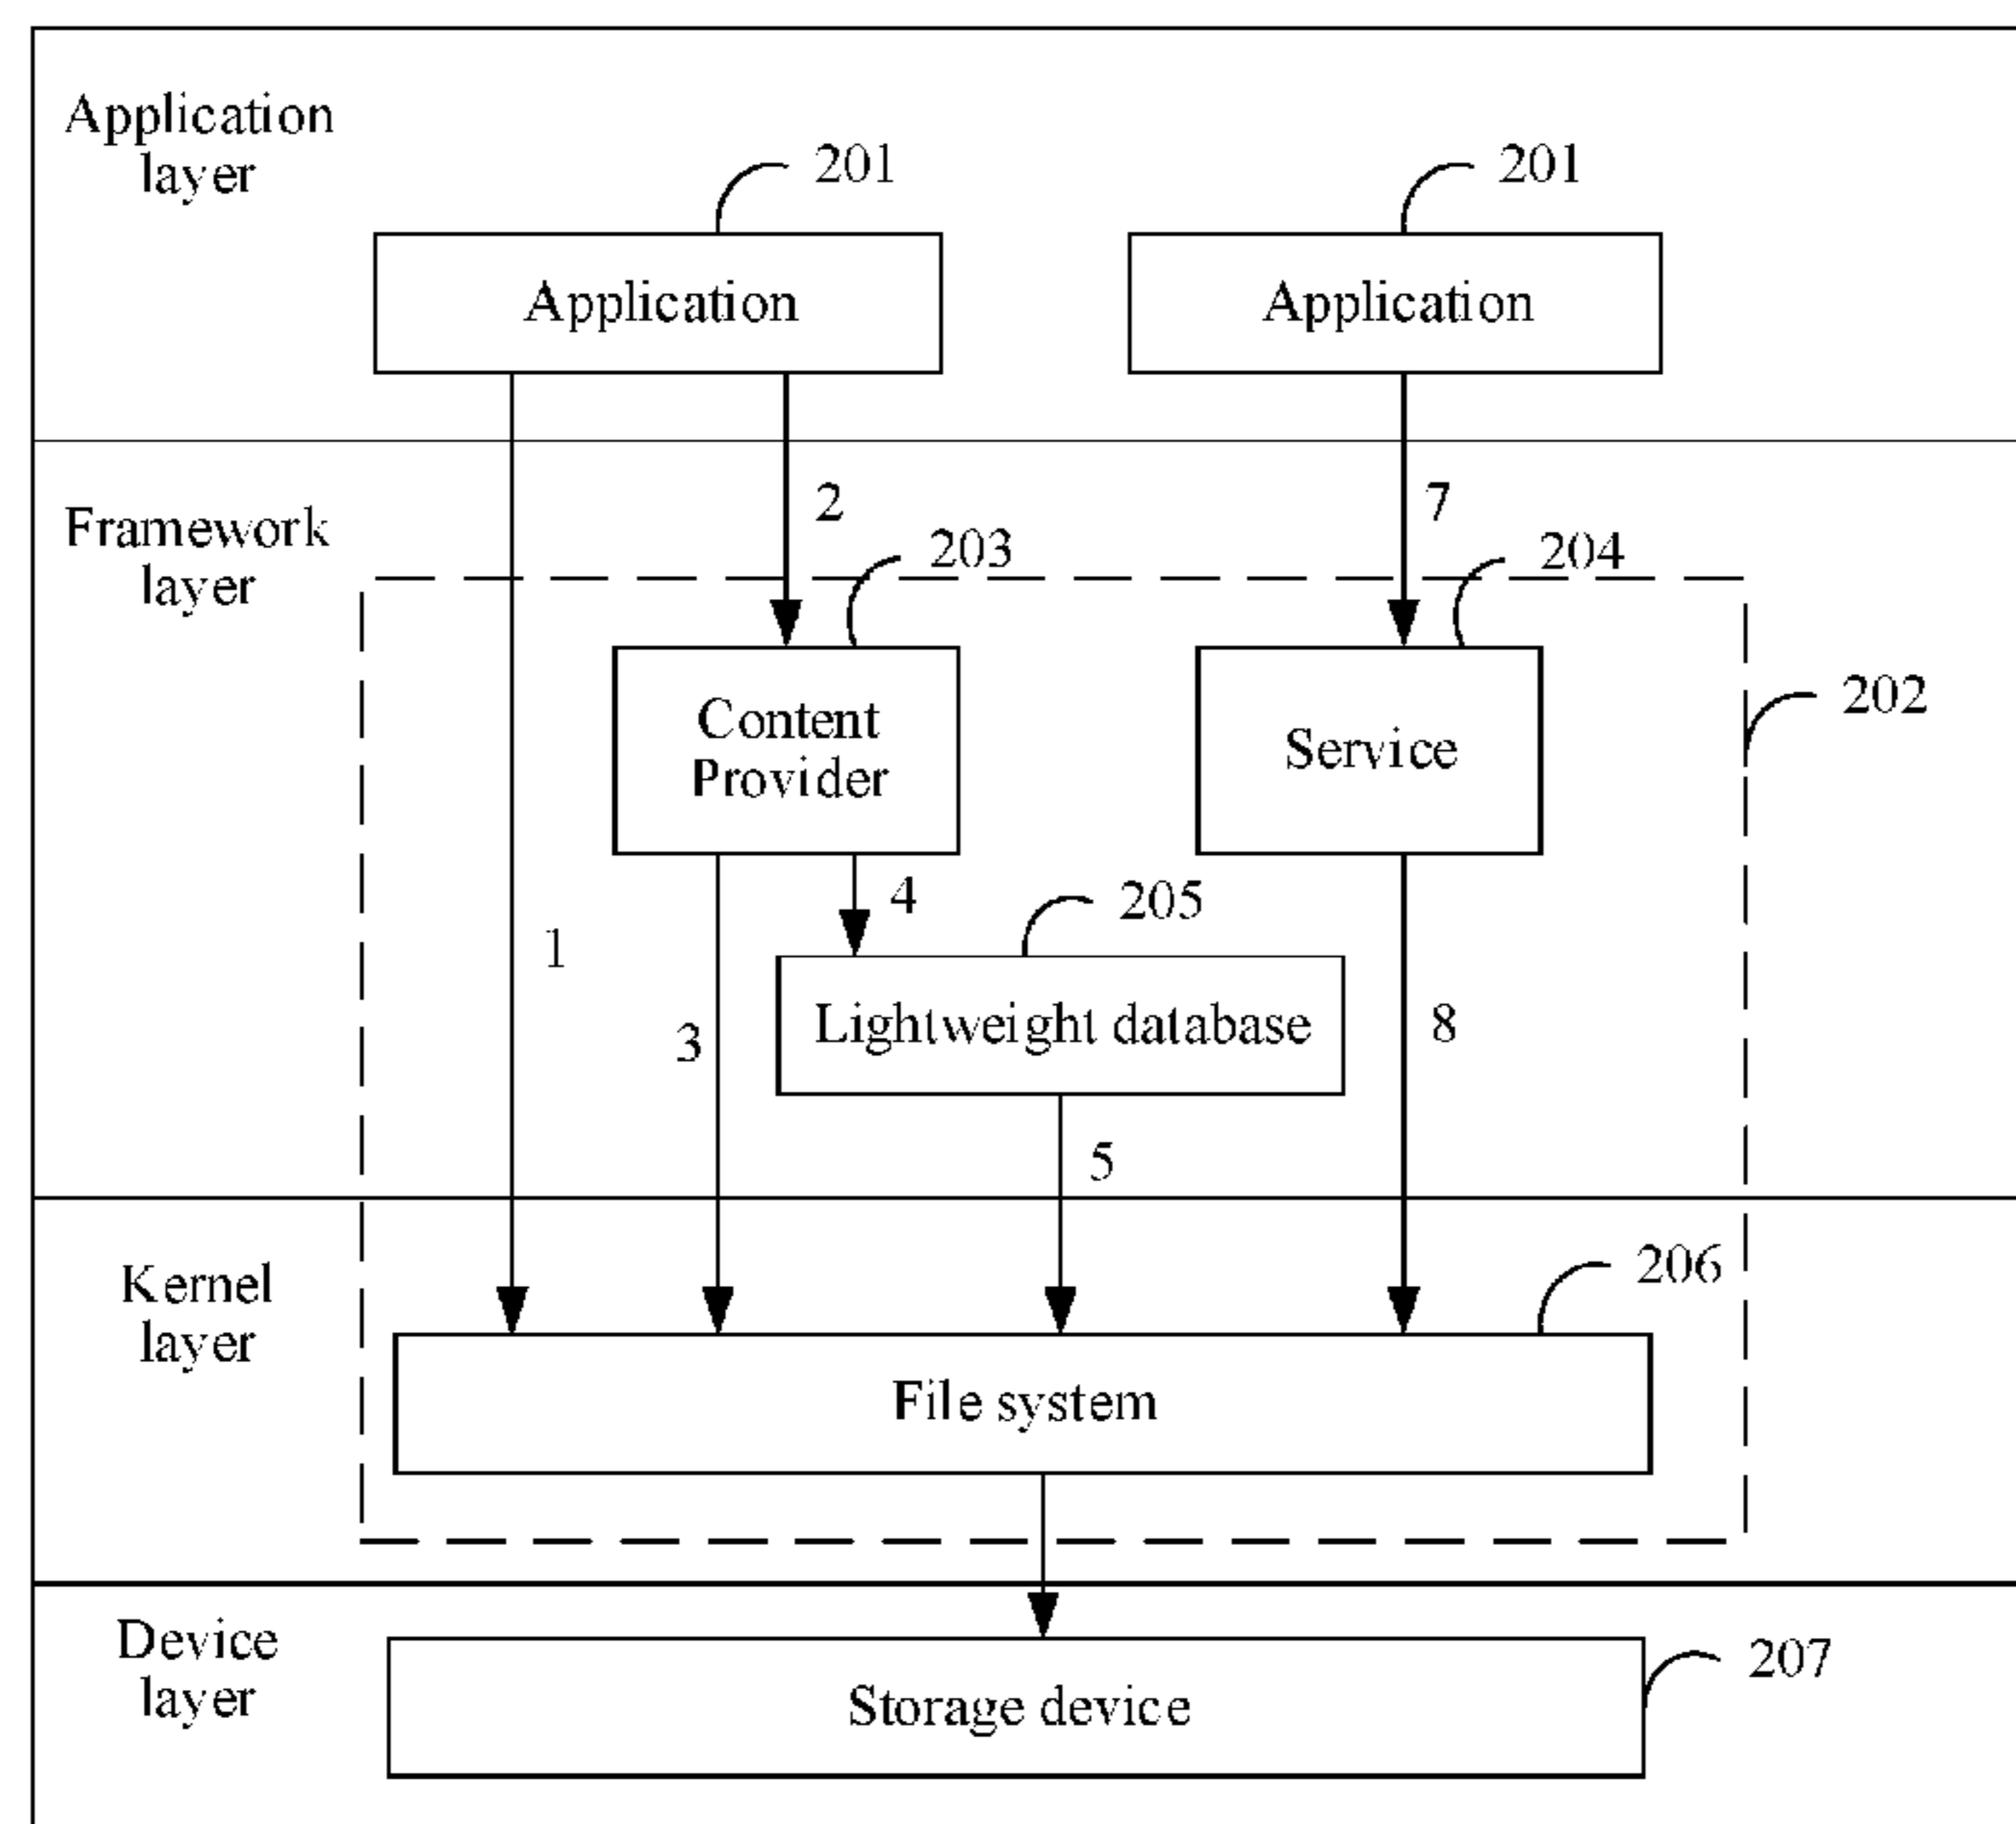 Application
layer
201
201
Application
Application
2
7
Framework
layer
203
204
202
Content
Provider
Service
4
205
1
Lightweight database
3
8
5
Kernel
layer
206
File system
Device
layer
207
Storage device